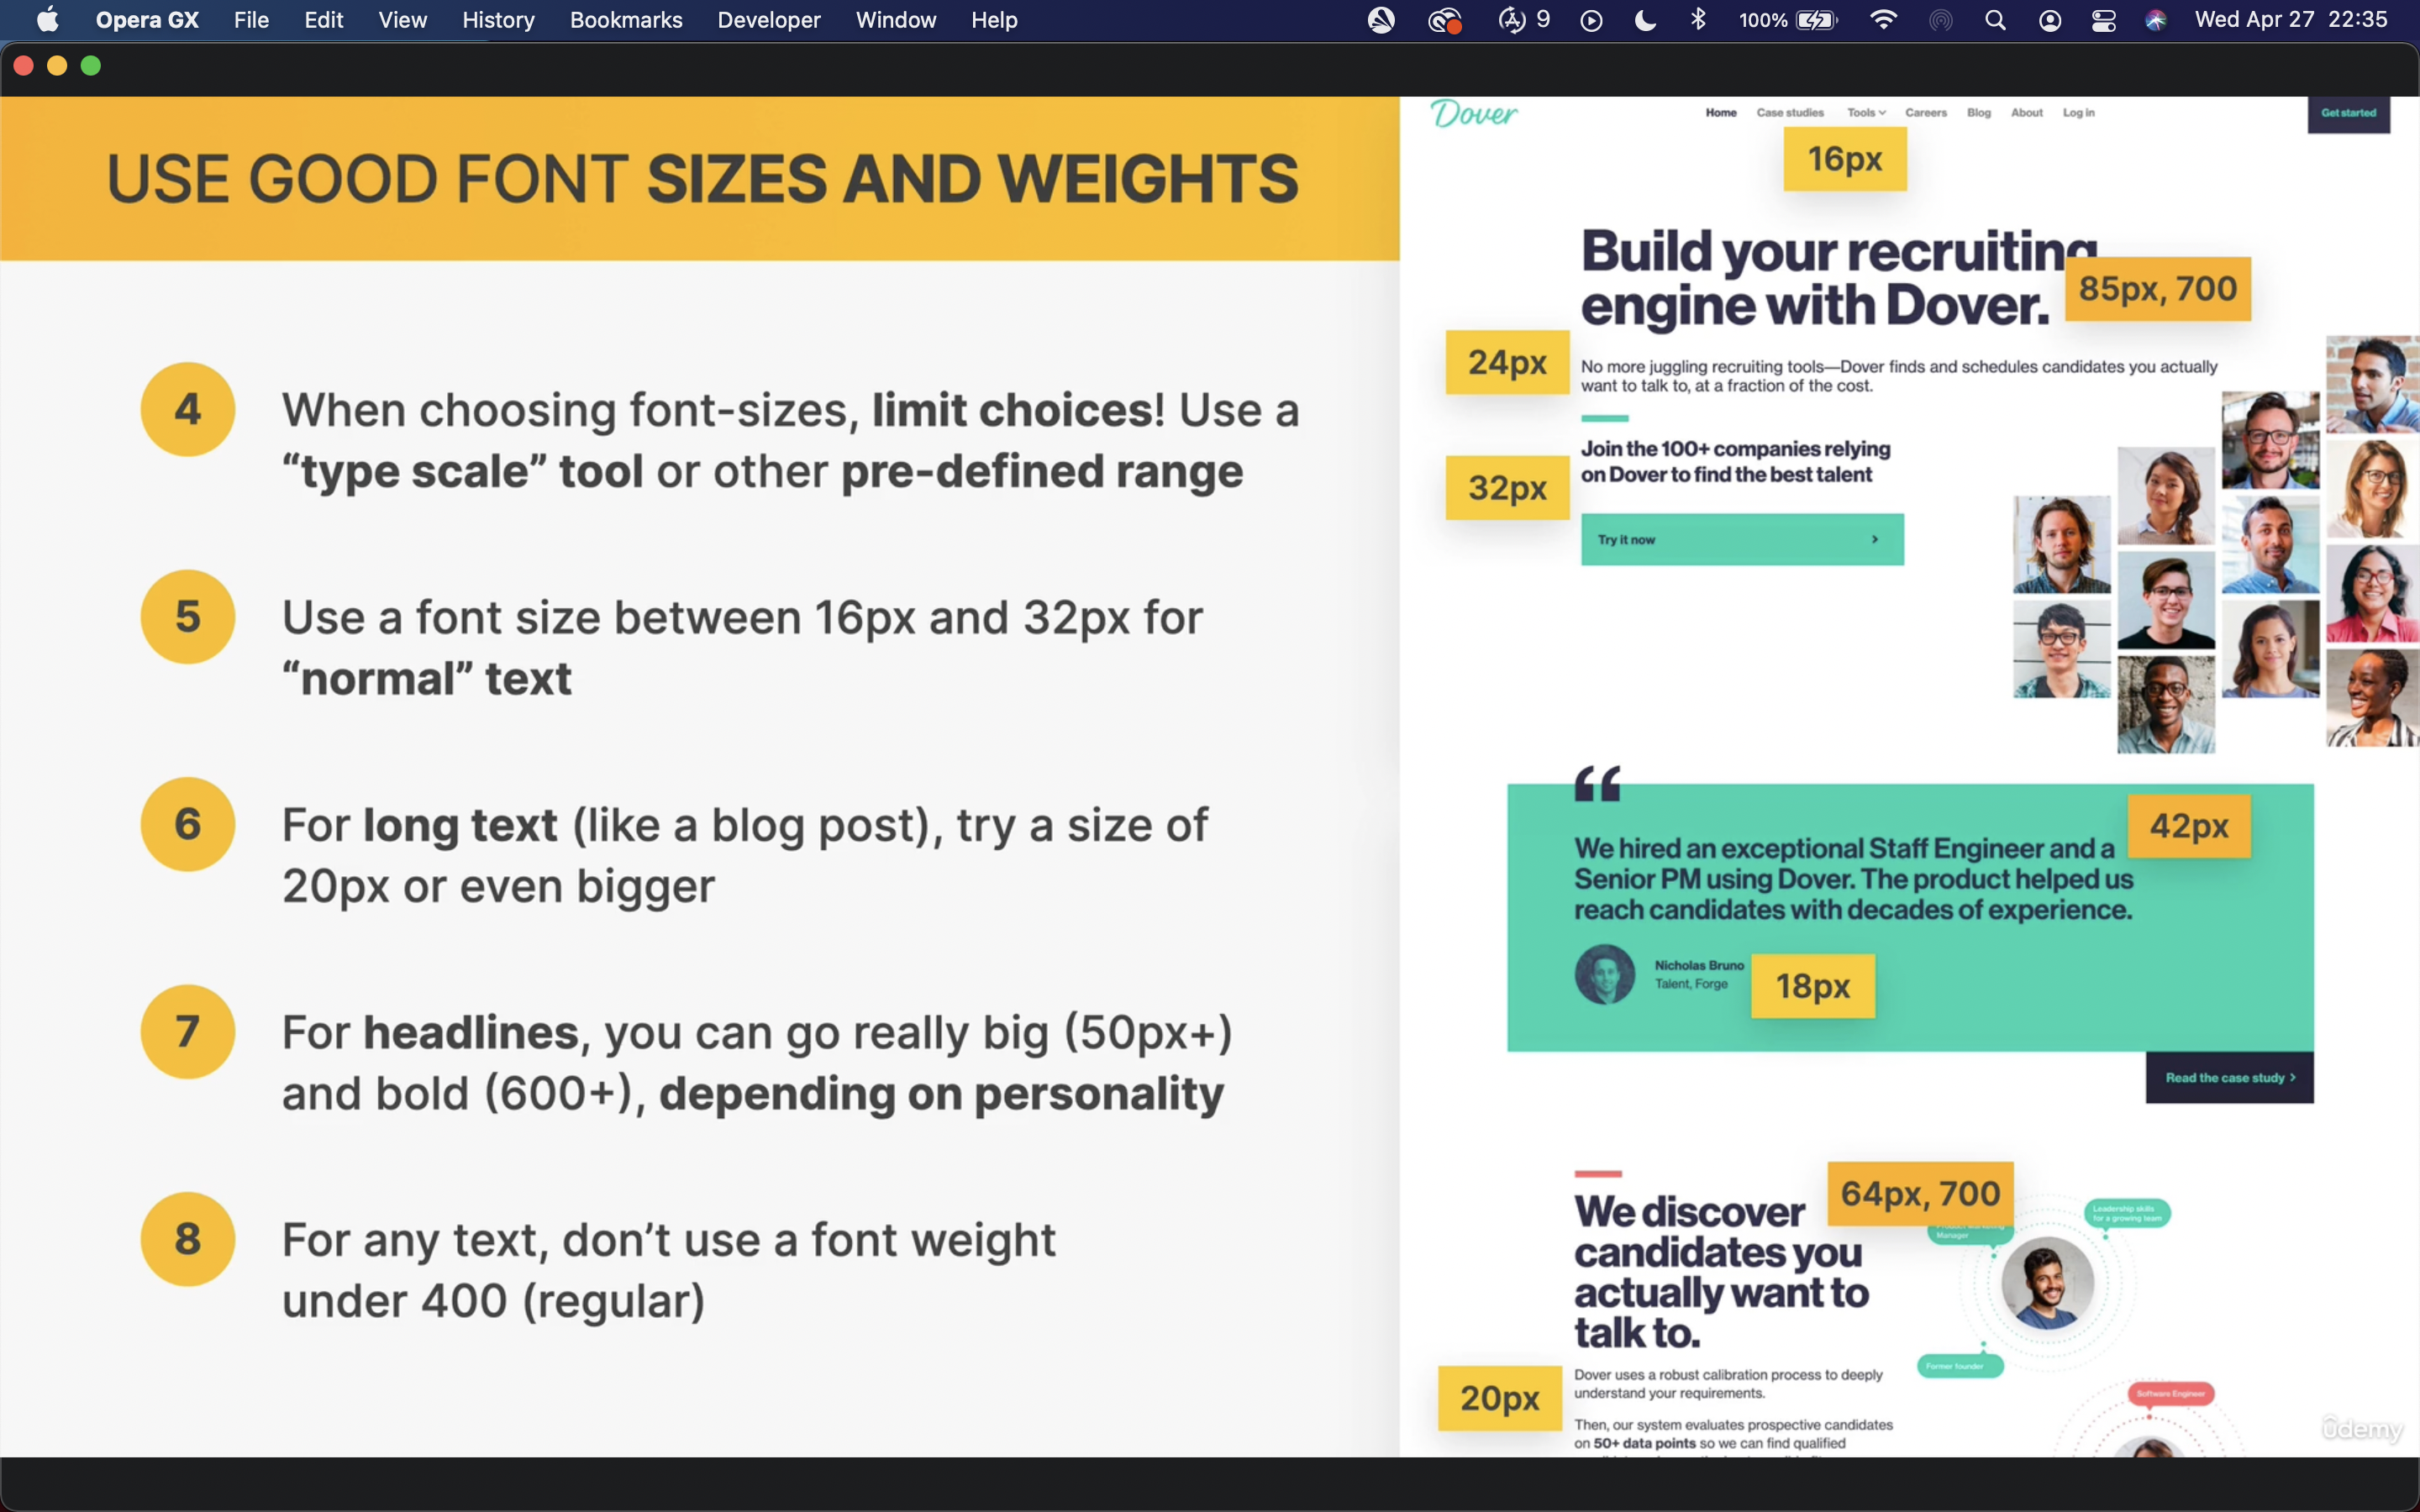 Opera GX File Edit View History Bookmarks Developer Window Help 9 100% Wed Apr 27 22:35
USE GOOD FONT SIZES AND WEIGHTS
4
When choosing font-sizes, limit choices! Use a
“type scale” tool or other pre-defined range
5
Use a font size between 16px and 32px for
“normal” text
6
For long text (like a blog post), try a size of
20px or even bigger
7
For headlines, you can go really big (50px+)
and bold (600+), depending on personality
8
For any text, don’t use a font weight
under 400 (regular)
Dover
Home Case studies Tools Careers Blog About Log in Get started
16px
Build your recruiting
engine with Dover.
85px, 700
24px
No more juggling recruiting tools—Dover finds and schedules candidates you actually
want to talk to, at a fraction of the cost.
32px
Join the 100+ companies relying
on Dover to find the best talent
Try it now
“
42px
We hired an exceptional Staff Engineer and a
Senior PM using Dover. The product helped us
reach candidates with decades of experience.
Nicholas Bruno
Talent, Forge
18px
Read the case study
64px, 700
We discover
candidates you
actually want to
talk to.
Manager
Leadership skills
for a growing team
Former founder
20px
Dover uses a robust calibration process to deeply
understand your requirements.
Then, our system evaluates prospective candidates
on 50+ data points so we can find qualified
Software Engineer
ûdemy